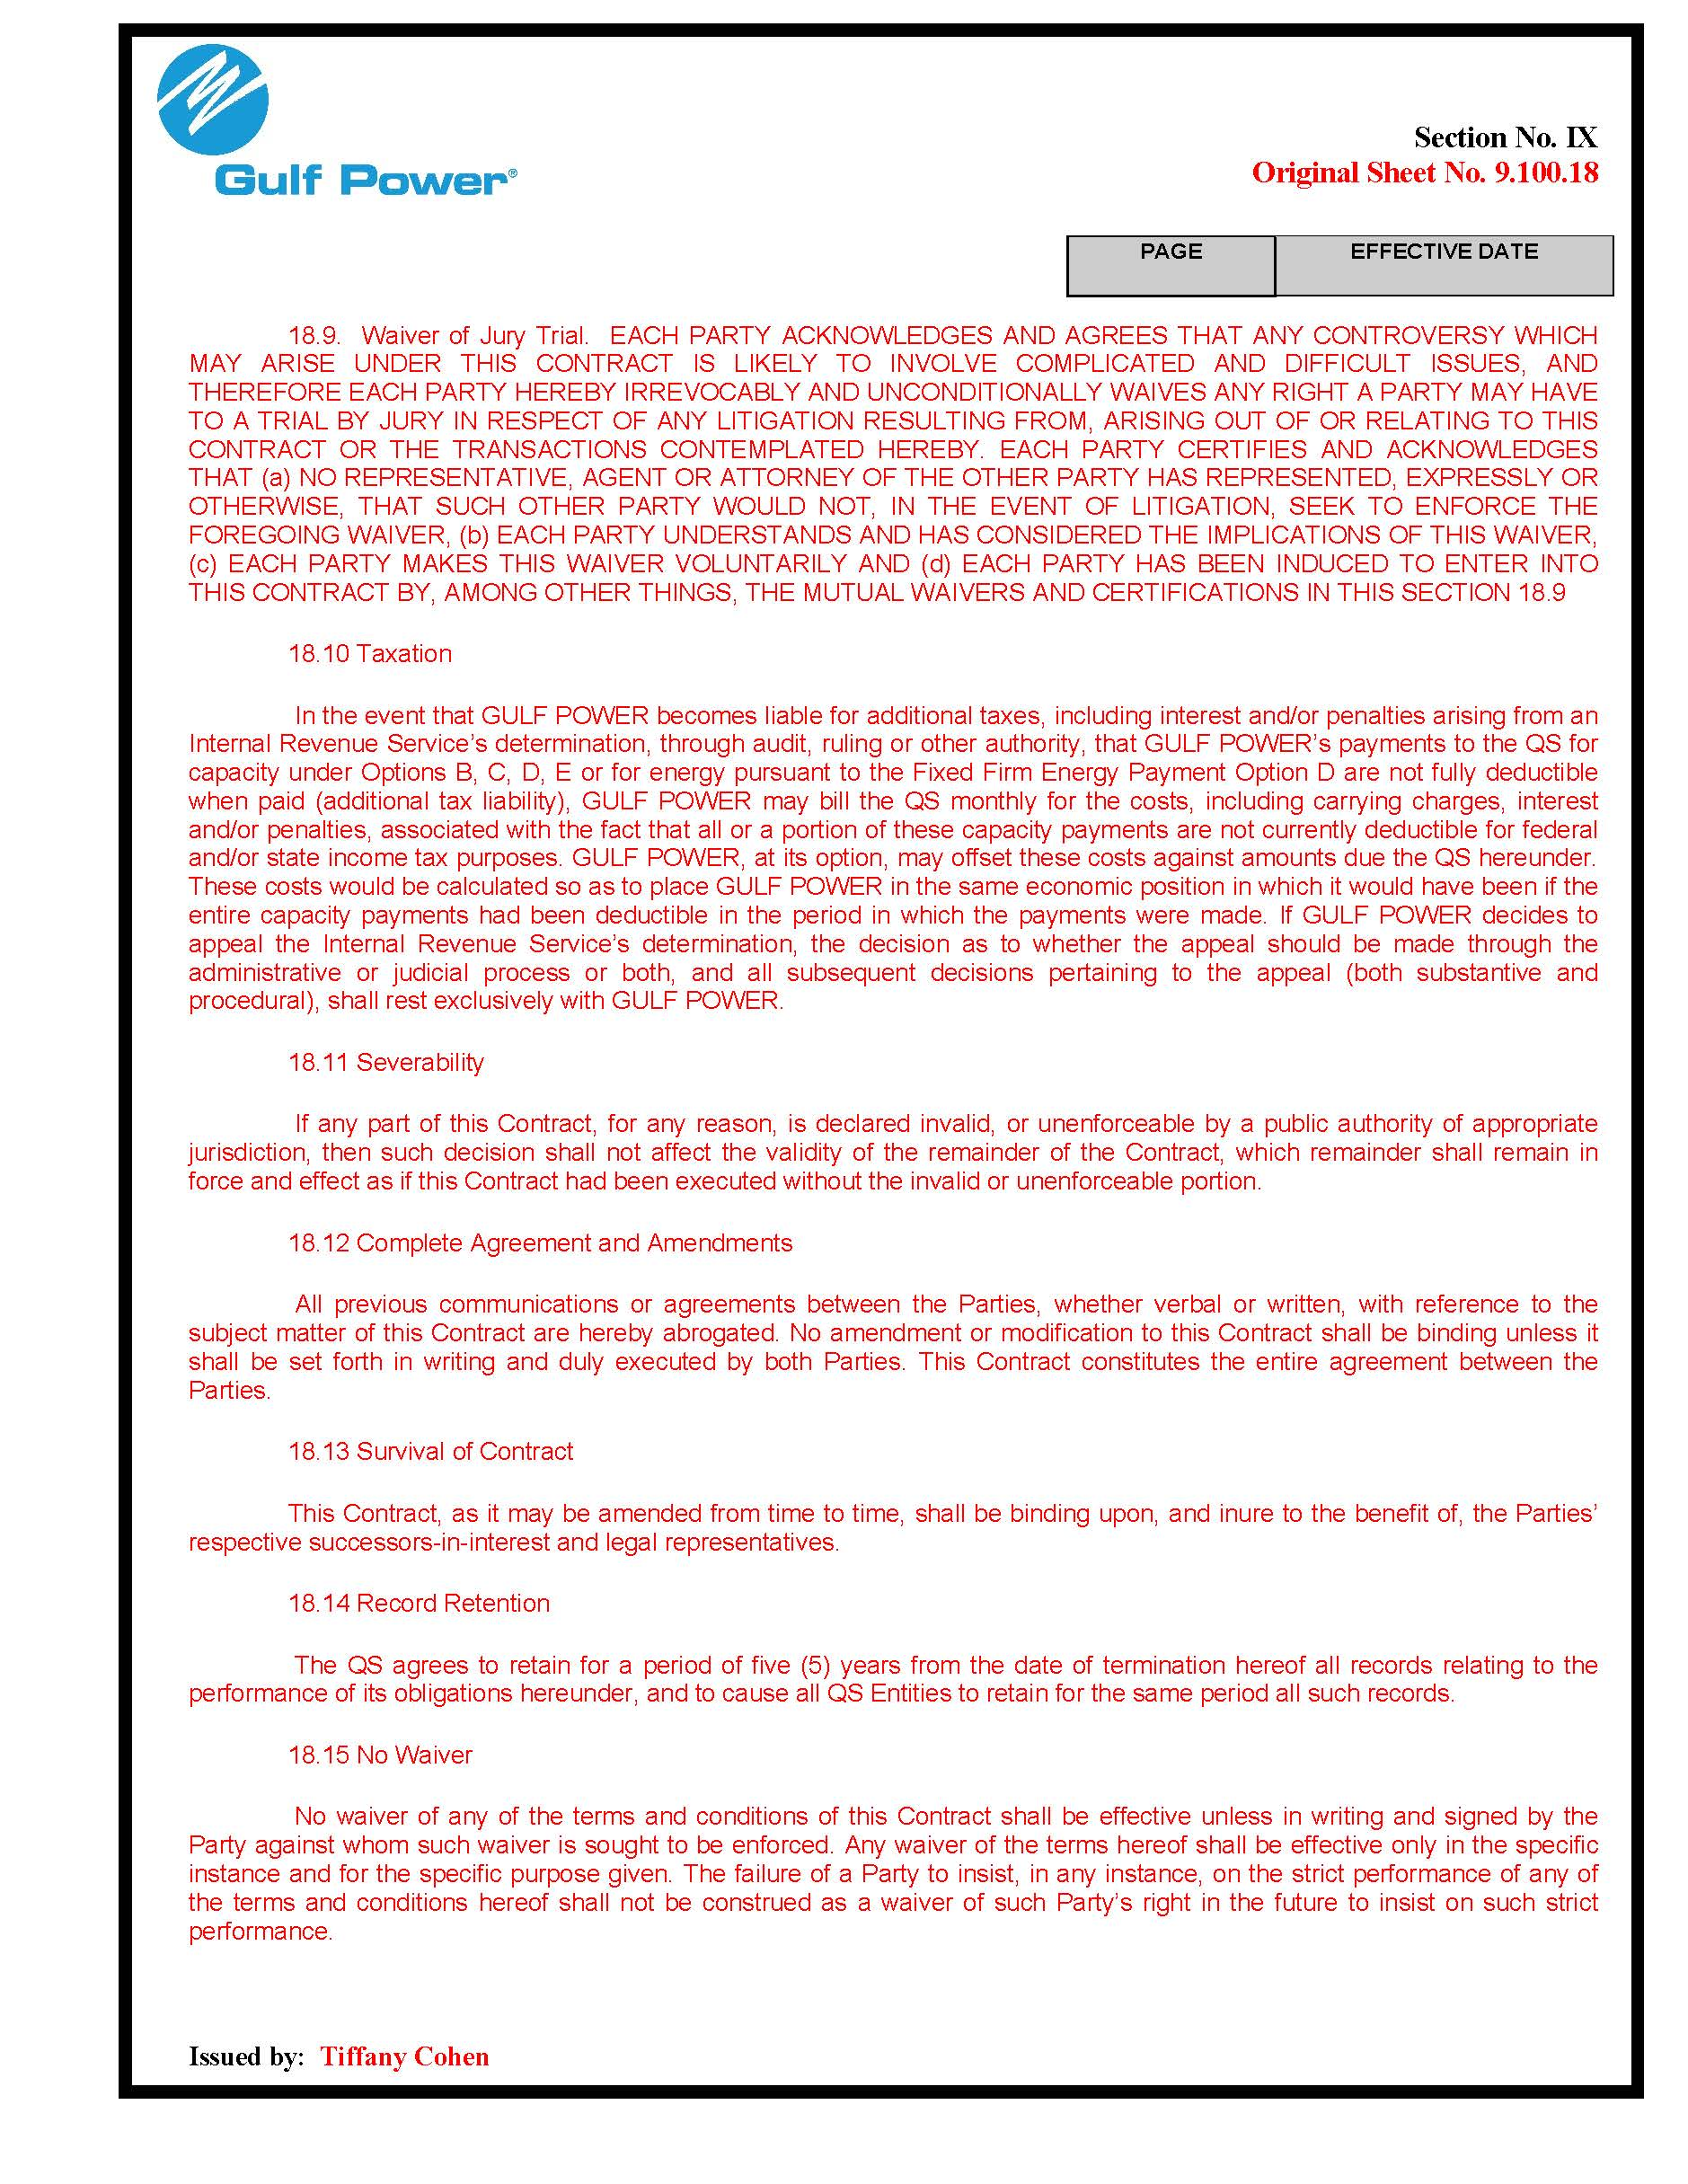 Gulf Power®
Section No. IX
Original Sheet No. 9.100.18
PAGE EFFECTIVE DATE
18.9. Waiver of Jury Trial. EACH PARTY ACKNOWLEDGES AND AGREES THAT ANY CONTROVERSY WHICH
MAY ARISE UNDER THIS CONTRACT IS LIKELY TO INVOLVE COMPLICATED AND DIFFICULT ISSUES, AND
THEREFORE EACH PARTY HEREBY IRREVOCABLY AND UNCONDITIONALLY WAIVES ANY RIGHT A PARTY MAY HAVE
TO A TRIAL BY JURY IN RESPECT OF ANY LITIGATION RESULTING FROM, ARISING OUT OF OR RELATING TO THIS
CONTRACT OR THE TRANSACTIONS CONTEMPLATED HEREBY. EACH PARTY CERTIFIES AND ACKNOWLEDGES
THAT (a) NO REPRESENTATIVE, AGENT OR ATTORNEY OF THE OTHER PARTY HAS REPRESENTED, EXPRESSLY OR
OTHERWISE, THAT SUCH OTHER PARTY WOULD NOT, IN THE EVENT OF LITIGATION, SEEK TO ENFORCE THE
FOREGOING WAIVER, (b) EACH PARTY UNDERSTANDS AND HAS CONSIDERED THE IMPLICATIONS OF THIS WAIVER,
(c) EACH PARTY MAKES THIS WAIVER VOLUNTARILY AND (d) EACH PARTY HAS BEEN INDUCED TO ENTER INTO
THIS CONTRACT BY, AMONG OTHER THINGS, THE MUTUAL WAIVERS AND CERTIFICATIONS IN THIS SECTION 18.9
18.10 Taxation
In the event that GULF POWER becomes liable for additional taxes, including interest and/or penalties arising from an
Internal Revenue Service's determination, through audit, ruling or other authority, that GULF POWER's payments to the QS for
capacity under Options B, C, D, E or for energy pursuant to the Fixed Firm Energy Payment Option D are not fully deductible
when paid (additional tax liability), GULF POWER may bill the QS monthly for the costs, including carrying charges, interest
and/or penalties, associated with the fact that all or a portion of these capacity payments are not currently deductible for federal
and/or state income tax purposes. GULF POWER, at its option, may offset these costs against amounts due the QS hereunder.
These costs would be calculated so as to place GULF POWER in the same economic position in which it would have been if the
entire capacity payments had been deductible in the period in which the payments were made. If GULF POWER decides to
appeal the Internal Revenue Service's determination, the decision as to whether the appeal should be made through the
administrative or judicial process or both, and all subsequent decisions pertaining to the appeal (both substantive and
procedural), shall rest exclusively with GULF POWER.
18.11 Severability
If any part of this Contract, for any reason, is declared invalid, or unenforceable by a public authority of appropriate
jurisdiction, then such decision shall not affect the validity of the remainder of the Contract, which remainder shall remain in
force and effect as if this Contract had been executed without the invalid or unenforceable portion.
18.12 Complete Agreement and Amendments
All previous communications or agreements between the Parties, whether verbal or written, with reference to the
subject matter of this Contract are hereby abrogated. No amendment or modification to this Contract shall be binding unless it
shall be set forth in writing and duly executed by both Parties. This Contract constitutes the entire agreement between the
Parties.
18.13 Survival of Contract
This Contract, as it may be amended from time to time, shall be binding upon, and inure to the benefit of, the Parties'
respective successors-in-interest and legal representatives.
18.14 Record Retention
The QS agrees to retain for a period of five (5) years from the date of termination hereof all records relating to the
performance of its obligations hereunder, and to cause all QS Entities to retain for the same period all such records.
18.15 No Waiver
No waiver of any of the terms and conditions of this Contract shall be effective unless in writing and signed by the
Party against whom such waiver is sought to be enforced. Any waiver of the terms hereof shall be effective only in the specific
instance and for the specific purpose given. The failure of a Party to insist, in any instance, on the strict performance of any of
the terms and conditions hereof shall not be construed as a waiver of such Party's right in the future to insist on such strict
performance.
Issued by: Tiffany Cohen